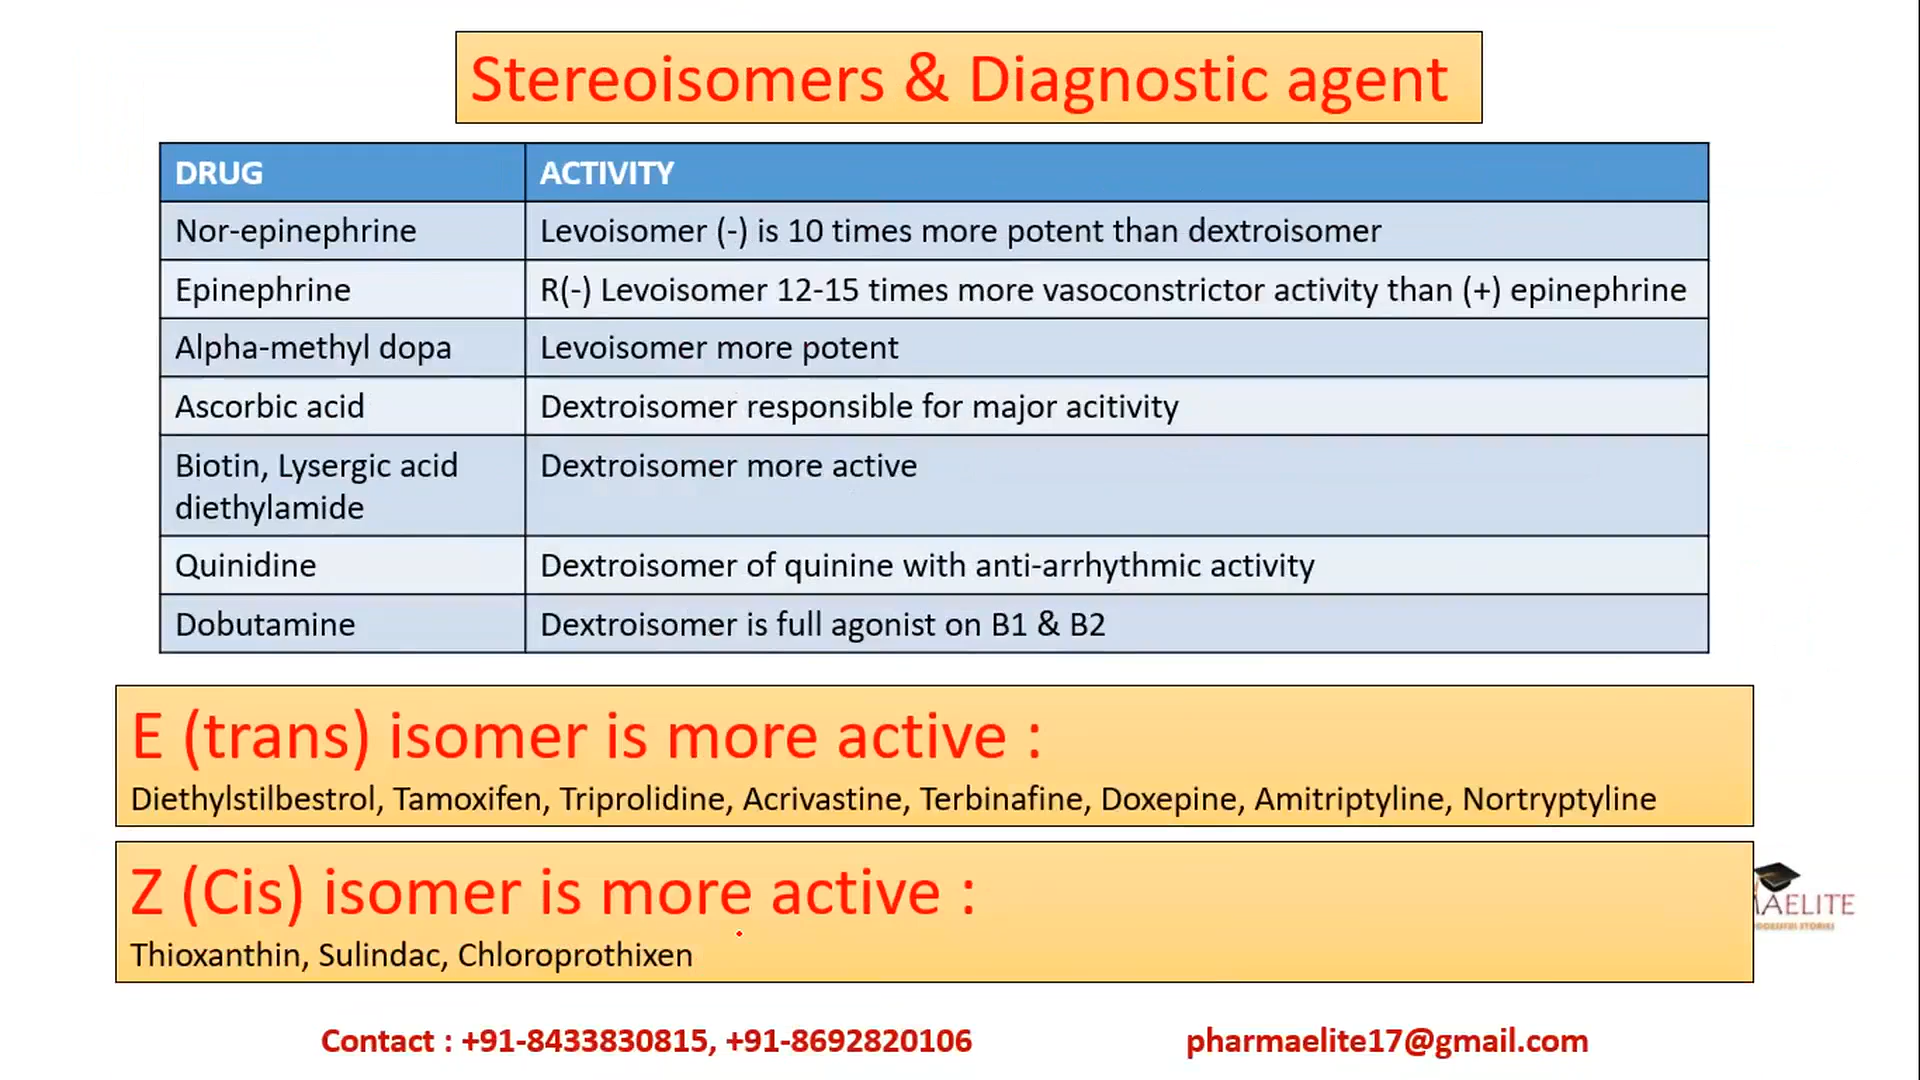 Stereoisomers & Diagnostic agent
DRUG ACTIVITY
Nor-epinephrine Levoisomer (-) is 10 times more potent than dextroisomer
Epinephrine R(-) Levoisomer 12-15 times more vasoconstrictor activity than (+) epinephrine
Alpha-methyl dopa Levoisomer more potent
Ascorbic acid Dextroisomer responsible for major acitivity
Biotin, Lysergic acid Dextroisomer more active
diethylamide
Quinidine Dextroisomer of quinine with anti-arrhythmic activity
Dobutamine Dextroisomer is full agonist on B1 & B2
E (trans) isomer is more active :
Diethylstilbestrol, Tamoxifen, Triprolidine, Acrivastine, Terbinafine, Doxepine, Amitriptyline, Nortryptyline
Z (Cis) isomer is more active :
Thioxanthin, Sulindac, Chloroprothixen
AELITE
Contact : +91-8433830815, +91-8692820106 pharmaelite17@gmail.com